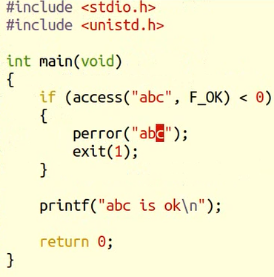 #include <stdio.h>
#include <unistd.h>

int main(void)
{
    if (access("abc", F_OK) < 0)
    {
        perror("abc");
        exit(1);
    }

    printf("abc is ok\n");

    return 0;
}